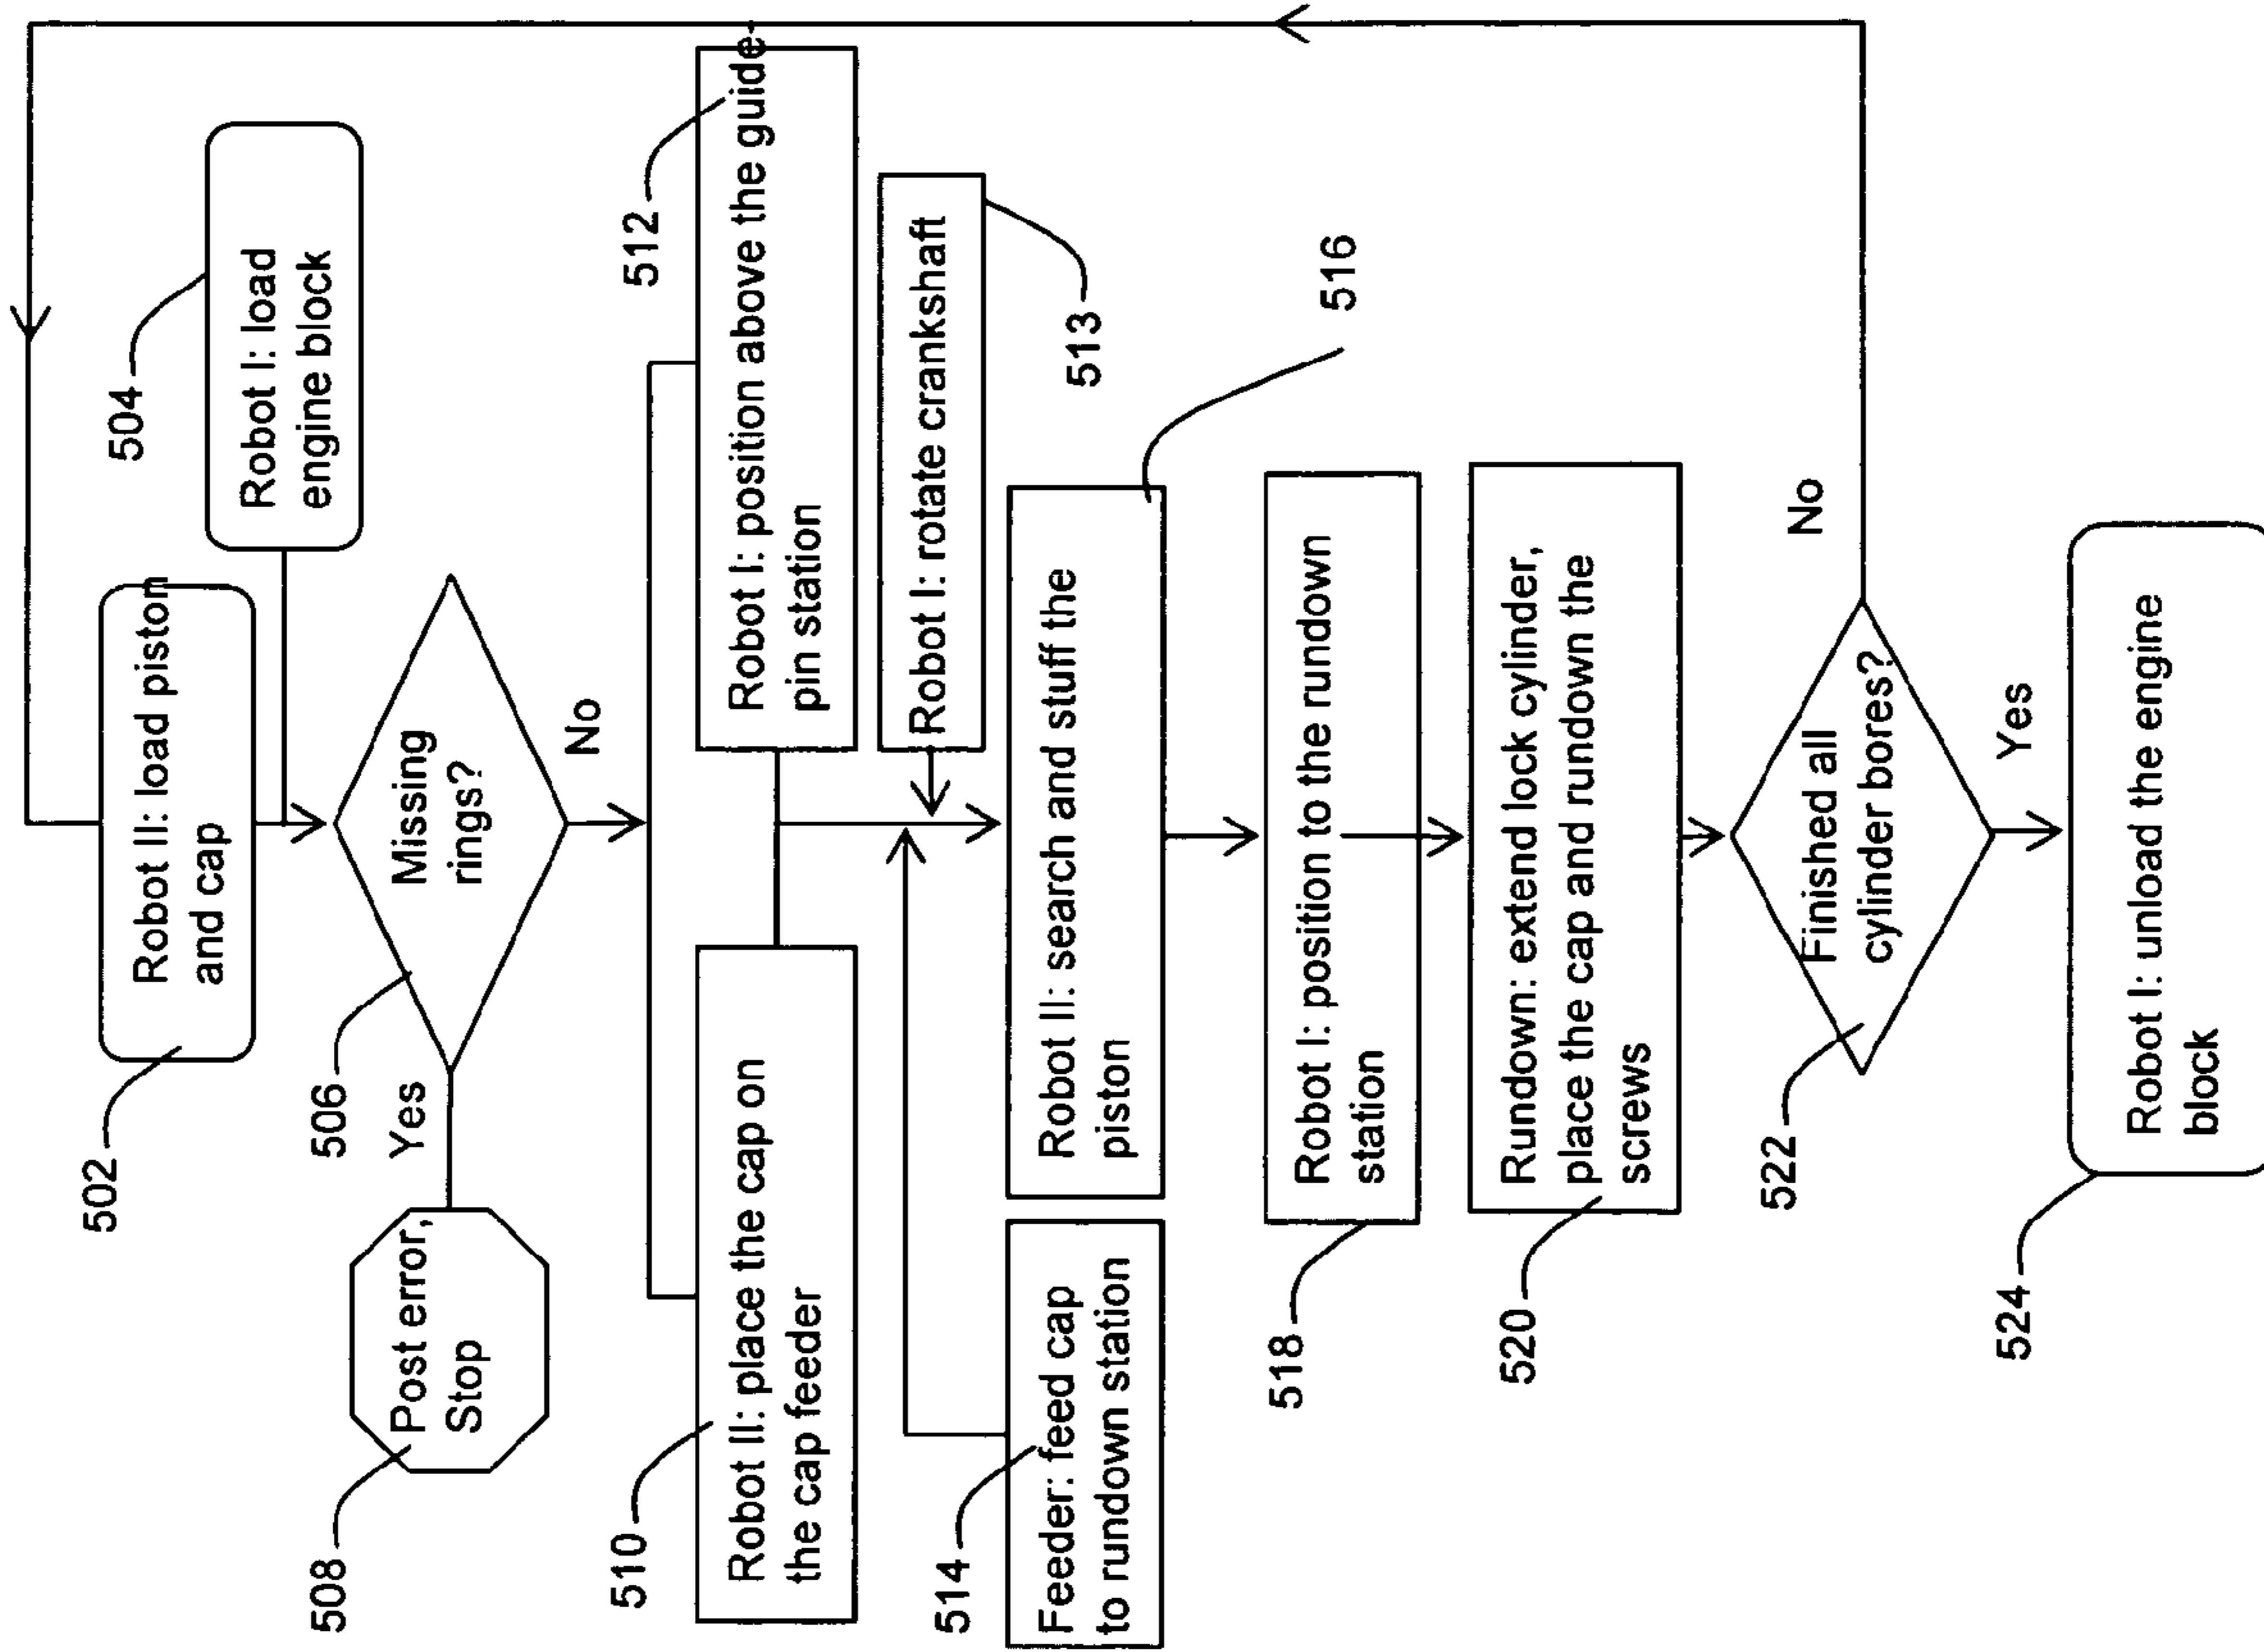 504
Robot I: load
engine block
502
Robot II: load piston
and cap
506
Missing
rings?
Yes
No
508
Post error,
Stop
510
Robot II: place the cap on
the cap feeder
512
Robot I: position above the guide
pin station
513
Robot I: rotate crankshaft
514
Feeder: feed cap
to rundown station
516
Robot II: search and stuff the
piston
518
Robot I: position to the rundown
station
520
Rundown: extend lock cylinder,
place the cap and rundown the
screws
522
Finished all
cylinder bores?
No
Yes
524
Robot I: unload the engine
block